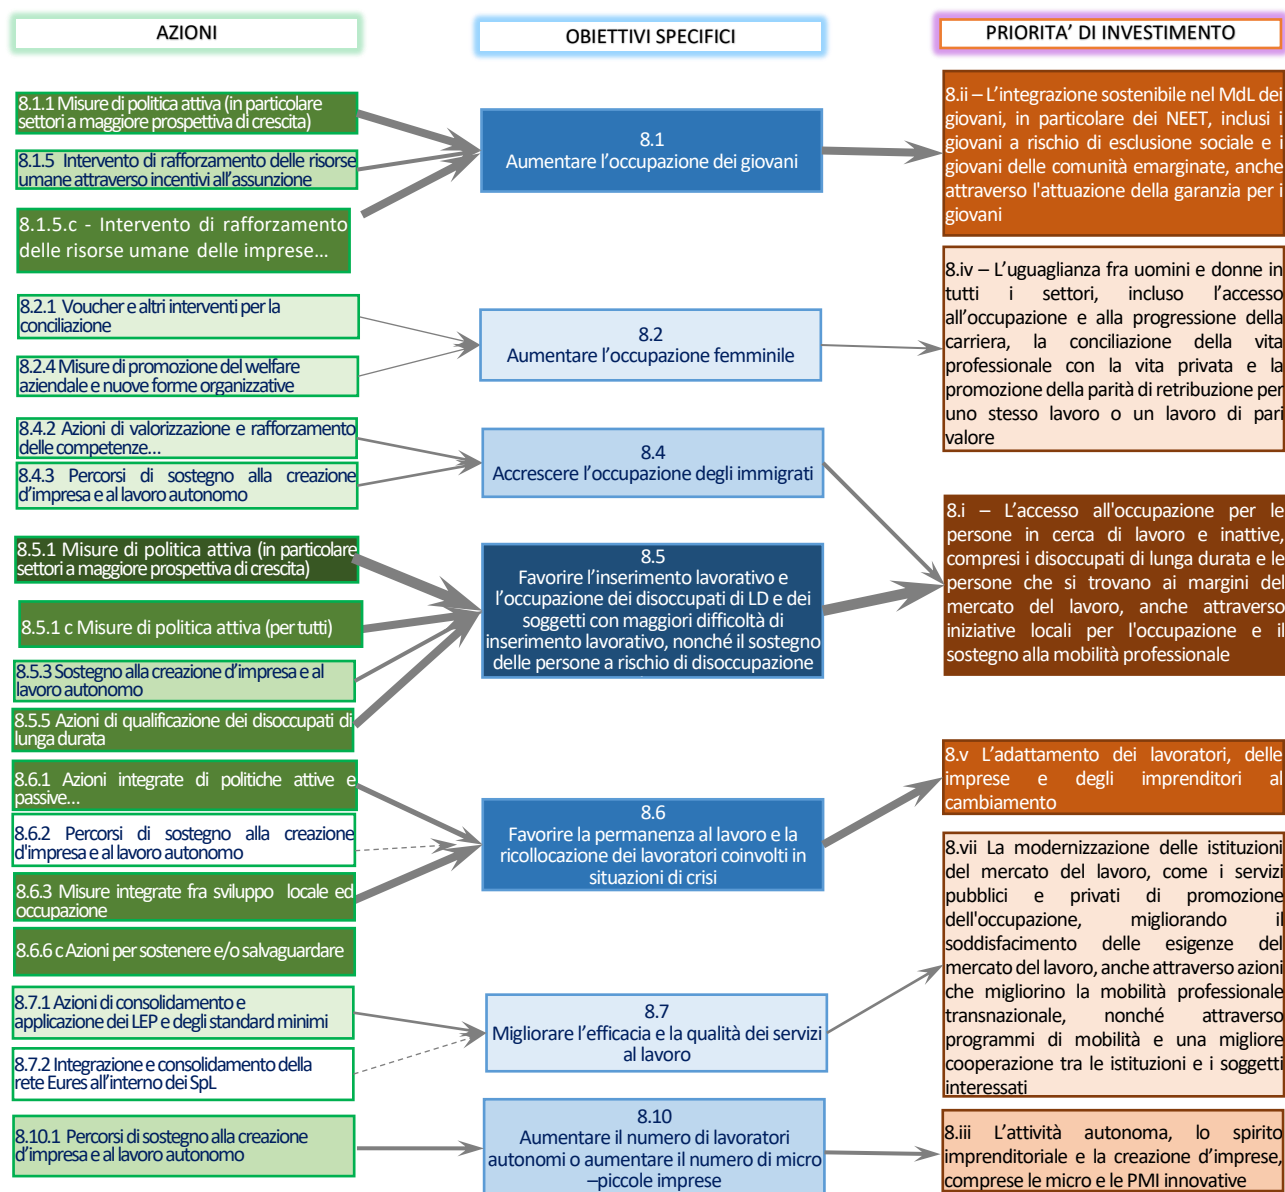 AZIONI
OBIETTIVI SPECIFICI
PRIORITA’ DI INVESTIMENTO
8.1.1 Misure di politica attiva (in particolare
settori a maggiore prospettiva di crescita)
8.1.5 Intervento di rafforzamento delle risorse
umane attraverso incentivi all’assunzione
8.1.5.c - Intervento di rafforzamento
delle risorse umane delle imprese…
8.2.1 Voucher e altri interventi per la
conciliazione
8.2.4 Misure di promozione del welfare
aziendale e nuove forme organizzative
8.4.2 Azioni di valorizzazione e rafforzamento
delle competenze…
8.4.3 Percorsi di sostegno alla creazione
d’impresa e al lavoro autonomo
8.5.1 Misure di politica attiva (in particolare
settori a maggiore prospettiva di crescita)
8.5.1 c Misure di politica attiva (per tutti)
8.5.3 Sostegno alla creazione d’impresa e al
lavoro autonomo
8.5.5 Azioni di qualificazione dei disoccupati di
lunga durata
8.6.1 Azioni integrate di politiche attive e
passive…
8.6.2 Percorsi di sostegno alla creazione
d'impresa e al lavoro autonomo
8.6.3 Misure integrate fra sviluppo locale ed
occupazione
8.6.6 c Azioni per sostenere e/o salvaguardare
8.7.1 Azioni di consolidamento e
applicazione dei LEP e degli standard minimi
8.7.2 Integrazione e consolidamento della
rete Eures all’interno dei SpL
8.10.1 Percorsi di sostegno alla creazione
d’impresa e al lavoro autonomo
8.1
Aumentare l’occupazione dei giovani
8.2
Aumentare l’occupazione femminile
8.4
Accrescere l’occupazione degli immigrati
8.5
Favorire l’inserimento lavorativo e
l’occupazione dei disoccupati di LD e dei
soggetti con maggiori difficoltà di
inserimento lavorativo, nonché il sostegno
delle persone a rischio di disoccupazione
8.6
Favorire la permanenza al lavoro e la
ricollocazione dei lavoratori coinvolti in
situazioni di crisi
8.7
Migliorare l’efficacia e la qualità dei servizi
al lavoro
8.10
Aumentare il numero di lavoratori
autonomi o aumentare il numero di micro
–piccole imprese
8.ii – L’integrazione sostenibile nel MdL dei
giovani, in particolare dei NEET, inclusi i
giovani a rischio di esclusione sociale e i
giovani delle comunità emarginate, anche
attraverso l'attuazione della garanzia per i
giovani
8.iv – L’uguaglianza fra uomini e donne in
tutti i settori, incluso l’accesso
all’occupazione e alla progressione della
carriera, la conciliazione della vita
professionale con la vita privata e la
promozione della parità di retribuzione per
uno stesso lavoro o un lavoro di pari
valore
8.i – L’accesso all'occupazione per le
persone in cerca di lavoro e inattive,
compresi i disoccupati di lunga durata e le
persone che si trovano ai margini del
mercato del lavoro, anche attraverso
iniziative locali per l'occupazione e il
sostegno alla mobilità professionale
8.v L’adattamento dei lavoratori, delle
imprese e degli imprenditori al
cambiamento
8.vii La modernizzazione delle istituzioni
del mercato del lavoro, come i servizi
pubblici e privati di promozione
dell'occupazione, migliorando il
soddisfacimento delle esigenze del
mercato del lavoro, anche attraverso azioni
che migliorino la mobilità professionale
transnazionale, nonché attraverso
programmi di mobilità e una migliore
cooperazione tra le istituzioni e i soggetti
interessati
8.iii L’attività autonoma, lo spirito
imprenditoriale e la creazione d’imprese,
comprese le micro e le PMI innovative